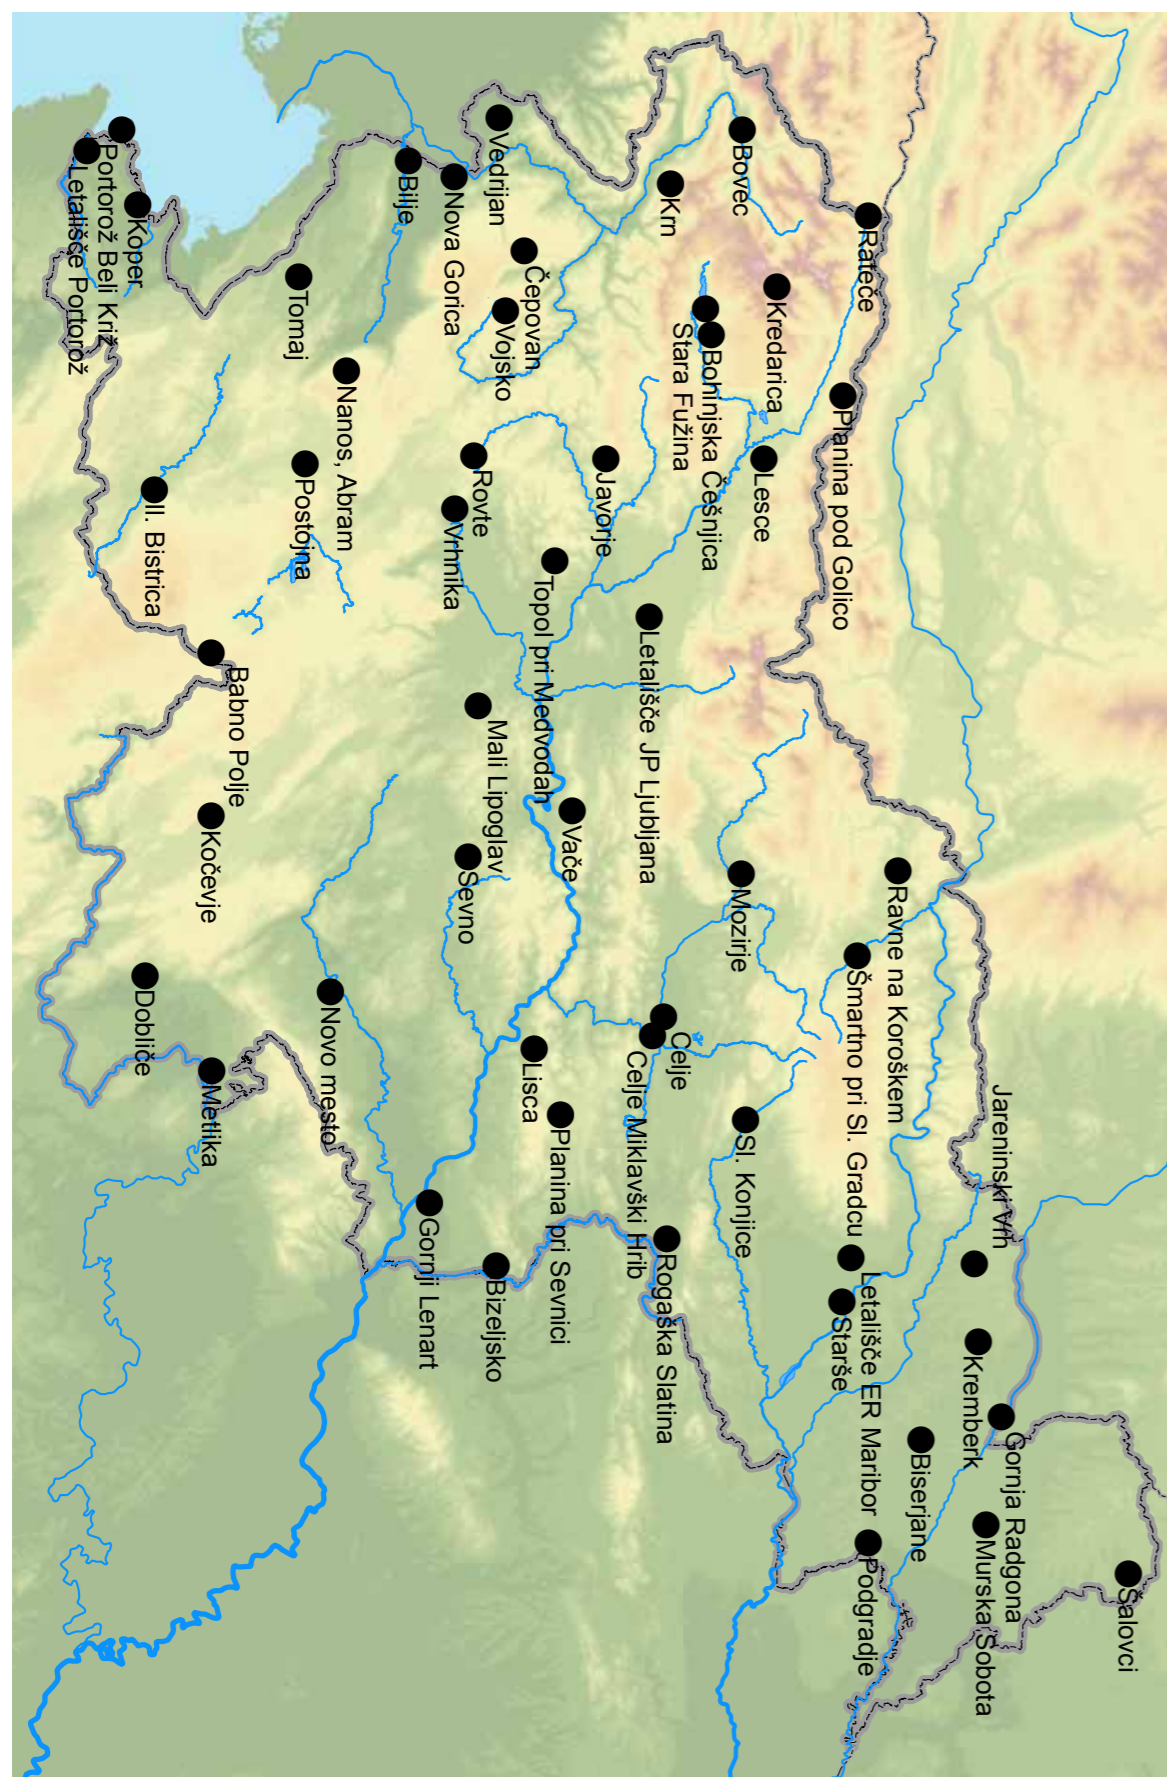 Šalovci
Murska Sobota
Gornja Radgona
Kremberk
Jareninski Vrh
Biserjane
Podgradje
Letališče ER Maribor
Starše
Ravne na Koroškem
Šmartno pri Sl. Gradcu
Rateče
Planina pod Golico
Kredarica
Lesce
Bovec
Mozirje
Sl. Konjice
Bohinjska Češnjica
Stara Fužina
Krn
Letališče JP Ljubljana
Celje
Celje Miklavški Hrib
Rogaška Slatina
Javorje
Vače
Planina pri Sevnici
Topol pri Medvodah
Lisca
Čepovan
Vojsko
Vedrijan
Bizeljsko
Mali Lipoglav
Sevno
Rovte
Vrhnika
Nova Gorica
Gornji Lenart
Bilje
Nanos, Abram
Novo mesto
Postojna
Tomaj
Babno Polje
Kočevje
Metlika
Il. Bistrica
Dobliče
Koper
Portorož Beli Križ
Letališče Portorož